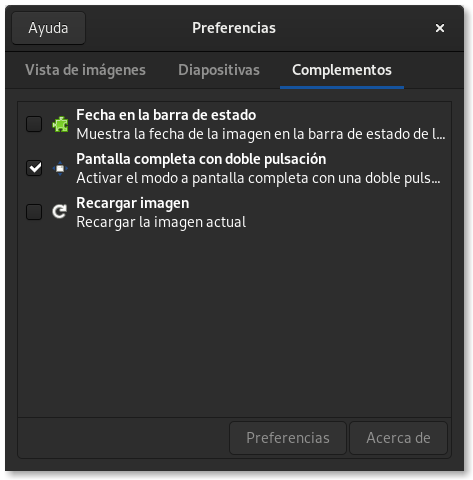 Ayuda
Preferencias
Vista de imágenes
Diapositivas
Complementos
Fecha en la barra de estado
Muestra la fecha de la imagen en la barra de estado de l...
Pantalla completa con doble pulsación
Activar el modo a pantalla completa con una doble puls...
Recargar imagen
Recargar la imagen actual
Preferencias
Acerca de